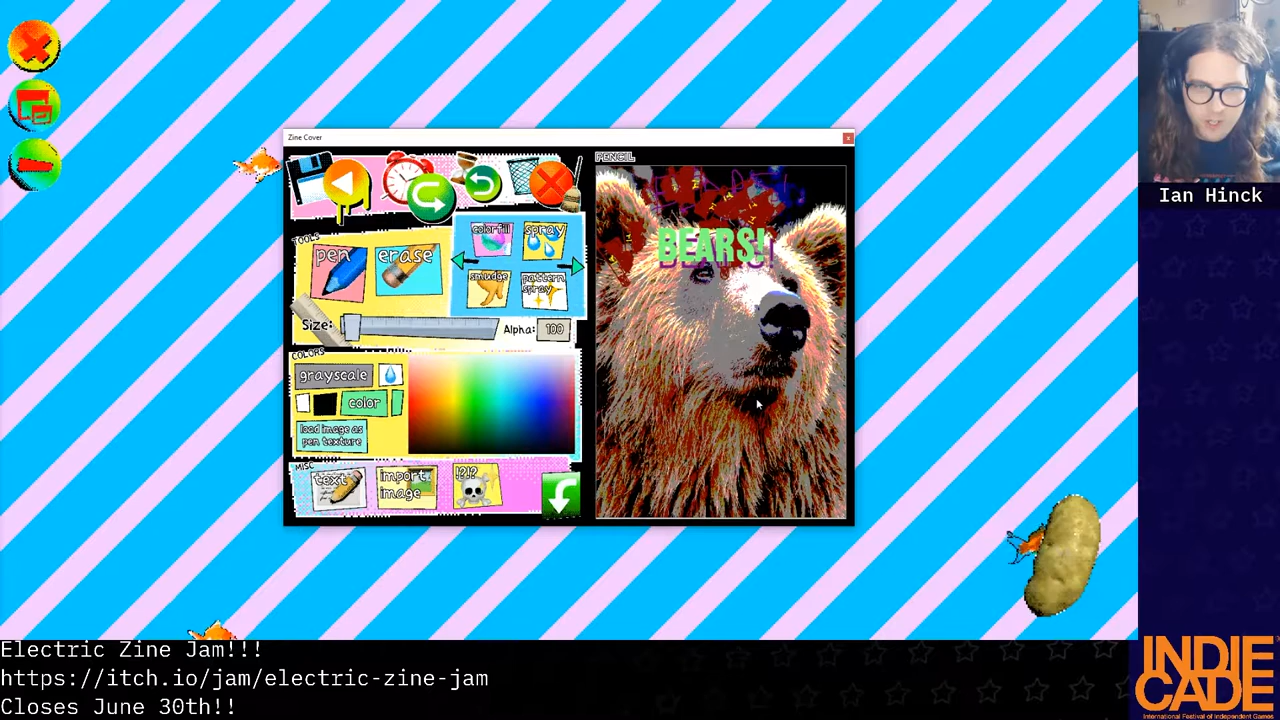 Zine Cover
PENCIL
TOOLS
pen
erase
colorfill
spray
smudge
pattern
spray
Size:
Alpha:
100
COLORS
grayscale
color
load image as
pen texture
MISC
text
import
image
!?!?
BEARS!
Ian Hinck
Electric Zine Jam!!!
https://itch.io/jam/electric-zine-jam
Closes June 30th!!
INDIE
CADE
International Festival of Independent Games